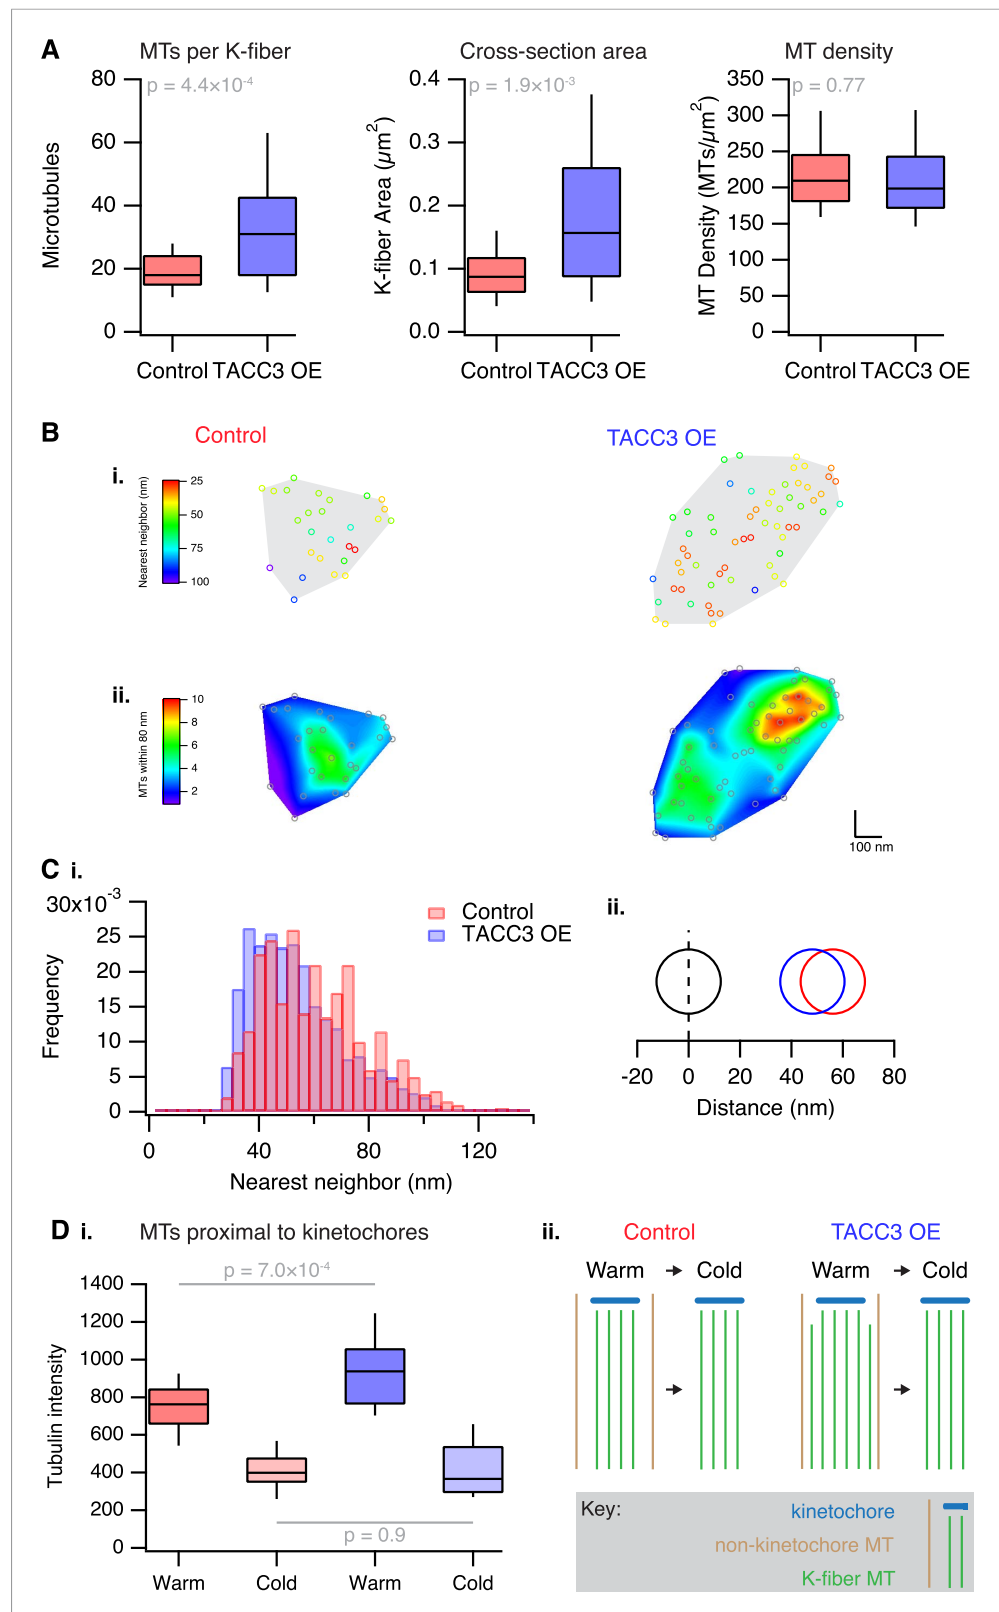 A
MTs per K-fiber
Cross-section area
MT density
p = 4.4×10-4
p = 1.9×10-3
p = 0.77
Microtubules
80
60
40
20
0
Control TACC3 OE
K-fiber Area (μm2)
0.4
0.3
0.2
0.1
0.0
Control TACC3 OE
MT Density (MTs/μm2)
350
300
250
200
150
100
50
0
Control TACC3 OE
B
Control
TACC3 OE
i.
Nearest neighbor (nm)
25
50
75
100
ii.
MTs within 80 nm
10
8
6
4
2
100 nm
C i.
30x10-3
25
20
15
10
5
0
Frequency
Control
TACC3 OE
0 40 80 120
Nearest neighbor (nm)
ii.
-20 0 20 40 60 80
Distance (nm)
D i.
MTs proximal to kinetochores
p = 7.0×10-4
1400
1200
1000
800
600
400
200
0
Tubulin intensity
p = 0.9
Warm Cold Warm Cold
ii.
Control
TACC3 OE
Warm → Cold
Warm → Cold
Key:
kinetochore
non-kinetochore MT
K-fiber MT